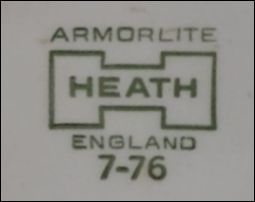 ARMORLITE
HEATH
ENGLAND
7-76